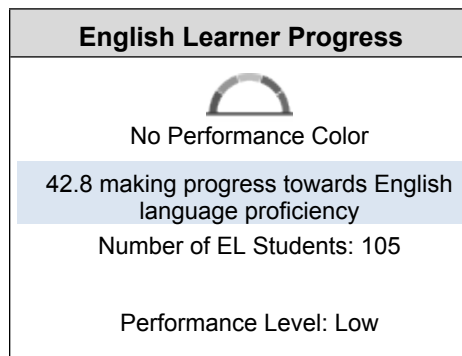 English Learner Progress
No Performance Color
42.8 making progress towards English
language proficiency
Number of EL Students: 105
Performance Level: Low